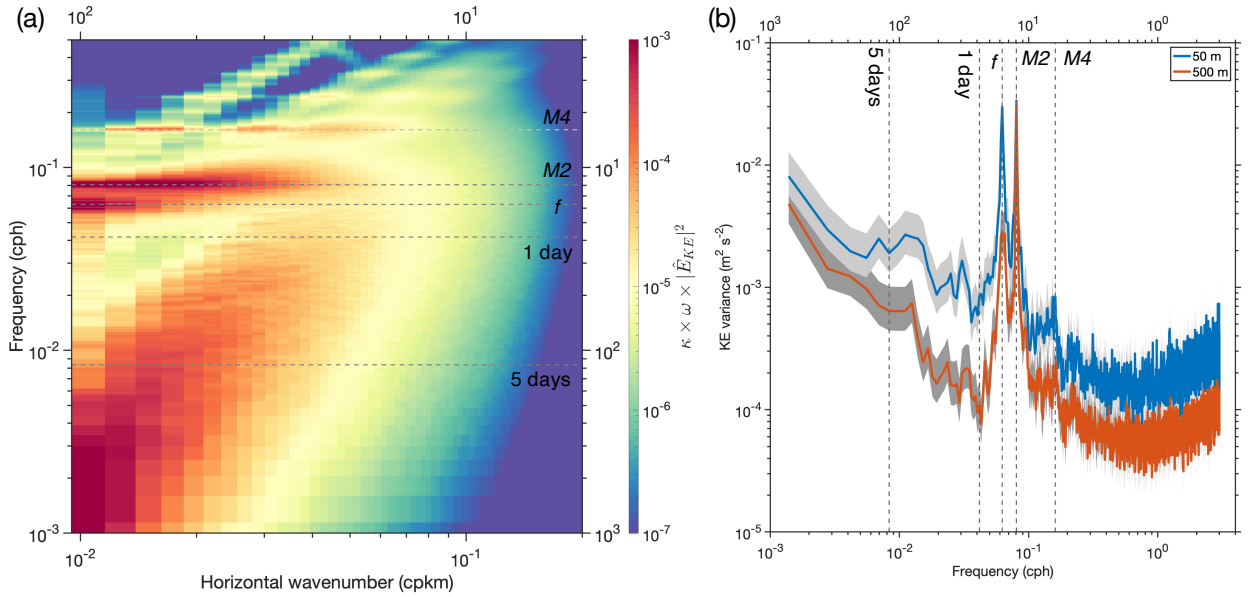 (a)
10² 10¹
Frequency (cph)
10⁻¹
10⁻²
10⁻³
M4
M2
f
1 day
5 days
10¹
10²
10³
10⁻² 10⁻¹
Horizontal wavenumber (cpkm)
10⁻³
10⁻⁴
10⁻⁵
10⁻⁶
10⁻⁷
κ × ω × |Ê_KE|²
(b)
10³ 10² 10¹ 10⁰
KE variance (m² s⁻²)
10⁻¹
10⁻²
10⁻³
10⁻⁴
10⁻⁵
5 days
1 day
f
M2
M4
50 m
500 m
10⁻³ 10⁻² 10⁻¹ 10⁰
Frequency (cph)